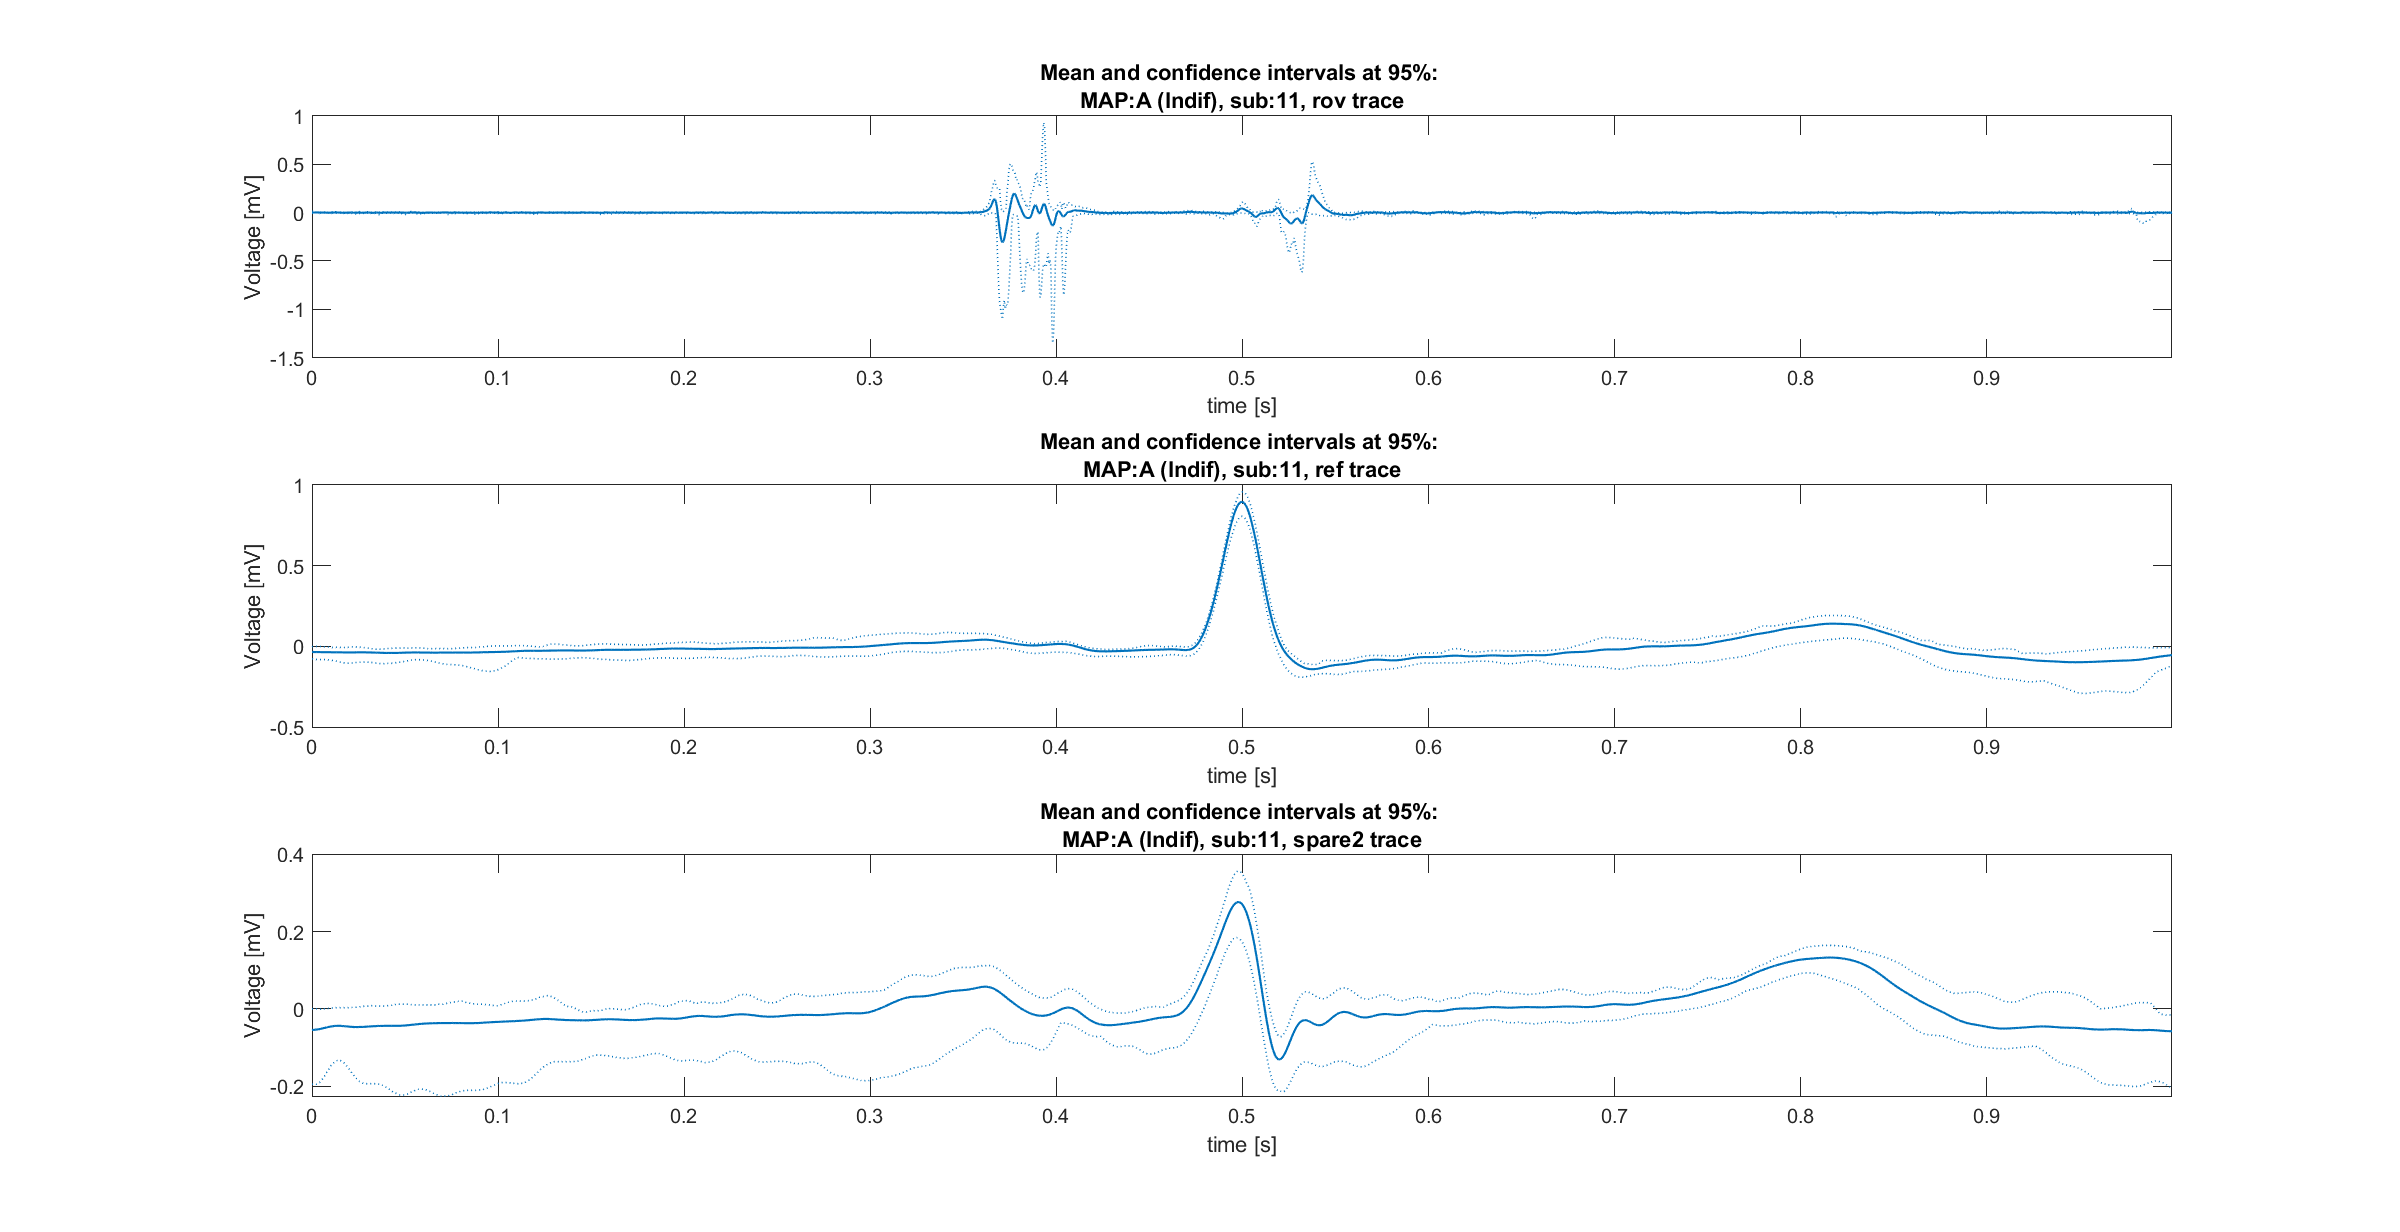 Mean and confidence intervals at 95%:
MAP:A (Indif), sub:11, rov trace
Voltage [mV]
1
0.5
0
-0.5
-1
-1.5
0 0.1 0.2 0.3 0.4 0.5 0.6 0.7 0.8 0.9
time [s]
Mean and confidence intervals at 95%:
MAP:A (Indif), sub:11, ref trace
Voltage [mV]
1
0.5
0
-0.5
0 0.1 0.2 0.3 0.4 0.5 0.6 0.7 0.8 0.9
time [s]
Mean and confidence intervals at 95%:
MAP:A (Indif), sub:11, spare2 trace
Voltage [mV]
0.4
0.2
0
-0.2
0 0.1 0.2 0.3 0.4 0.5 0.6 0.7 0.8 0.9
time [s]